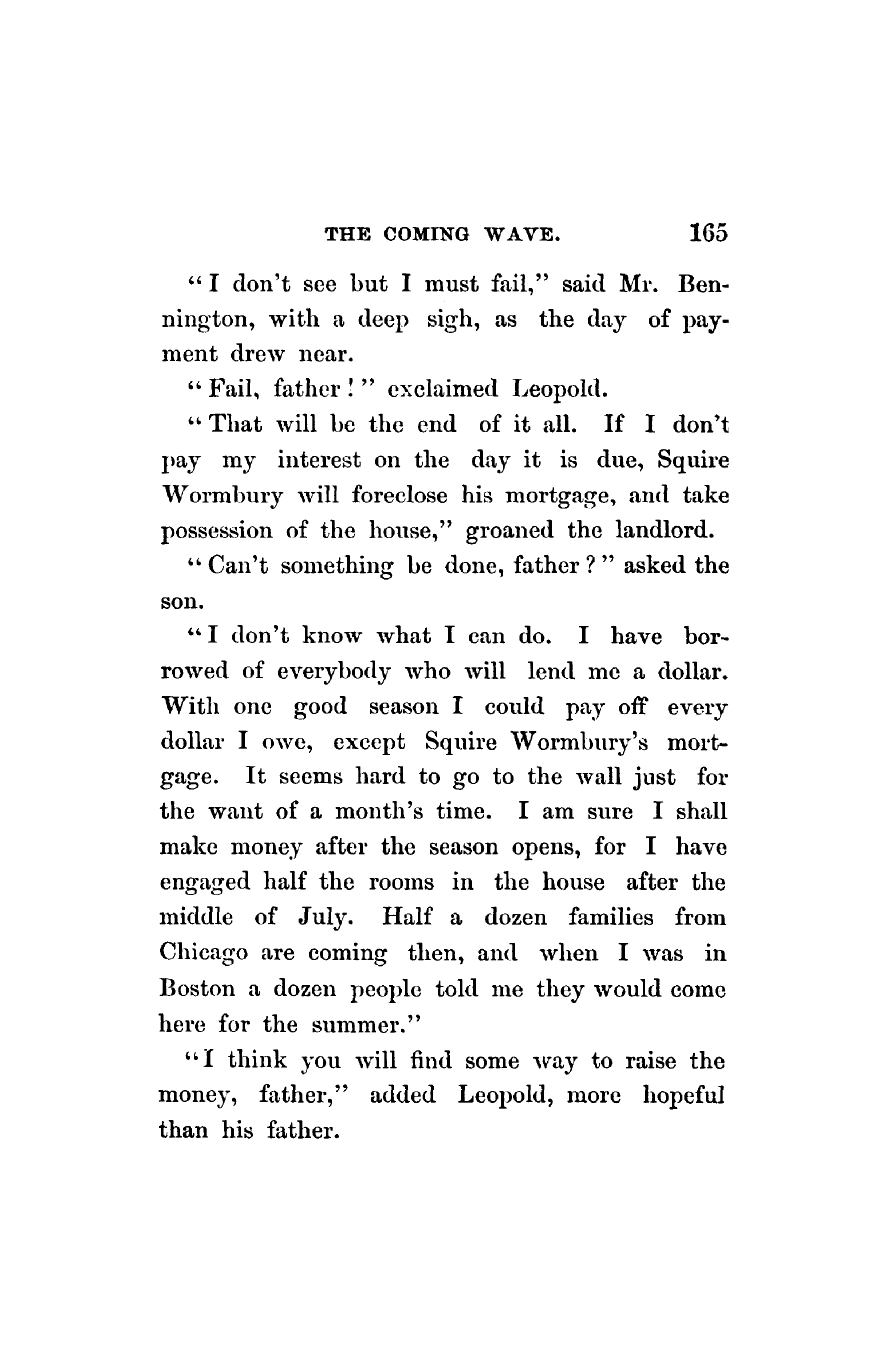 THE COMING WAVE. 165
“I don't see but I must fail,” said Mr. Ben-
nington, with a deep sigh, as the day of pay-
ment drew near.
“Fail, father!” exclaimed Leopold.
“That will be the end of it all. If I don't
pay my interest on the day it is due, Squire
Wormbury will foreclose his mortgage, and take
possession of the house,” groaned the landlord.
“Can't something be done, father?” asked the
son.
“I don't know what I can do. I have bor-
rowed of everybody who will lend me a dollar.
With one good season I could pay off every
dollar I owe, except Squire Wormbury's mort-
gage. It seems hard to go to the wall just for
the want of a month's time. I am sure I shall
make money after the season opens, for I have
engaged half the rooms in the house after the
middle of July. Half a dozen families from
Chicago are coming then, and when I was in
Boston a dozen people told me they would come
here for the summer.”
“I think you will find some way to raise the
money, father,” added Leopold, more hopeful
than his father.